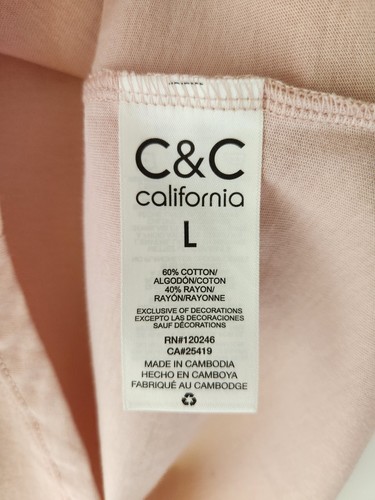 C&C
california
L
60% COTTON/
ALGODÓN/COTON
40% RAYON/
RAYÓN/RAYONNE
EXCLUSIVE OF DECORATIONS
EXCEPTO LAS DECORACIONES
SAUF DÉCORATIONS
RN#120246
CA#25419
MADE IN CAMBODIA
HECHO EN CAMBOYA
FABRIQUÉ AU CAMBODGE